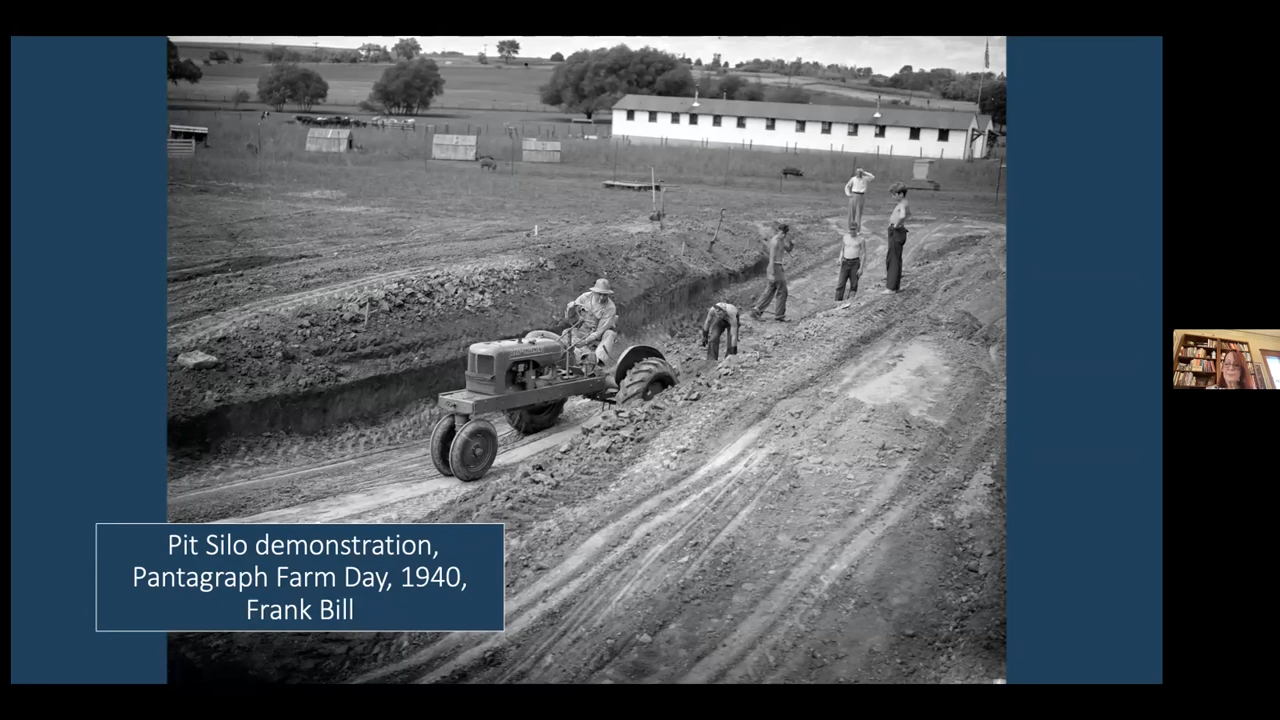 Pit Silo demonstration,
Pantagraph Farm Day, 1940,
Frank Bill